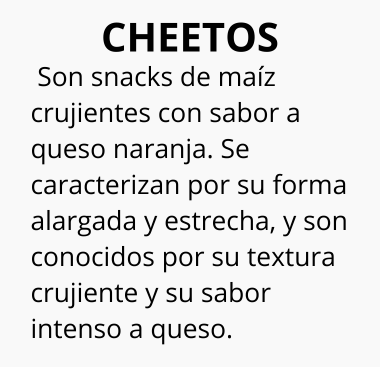 CHEETOS
Son snacks de maíz
crujientes con sabor a
queso naranja. Se
caracterizan por su forma
alargada y estrecha, y son
conocidos por su textura
crujiente y su sabor
intenso a queso.